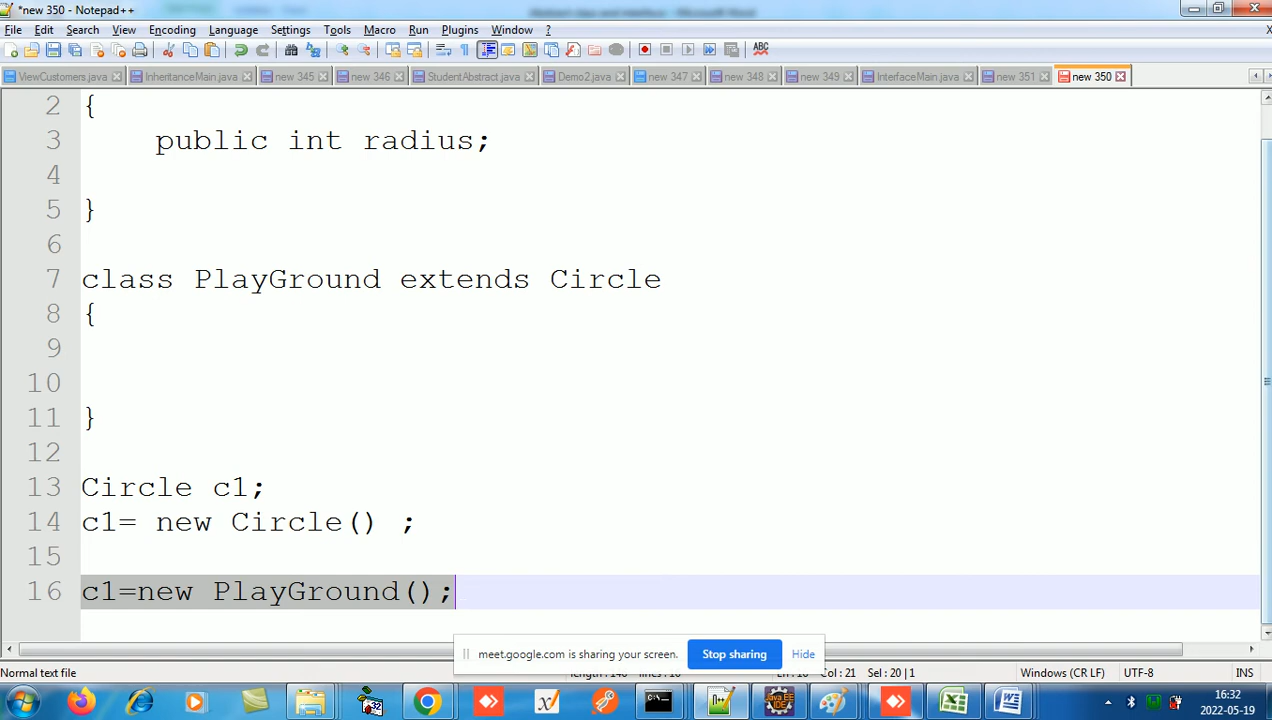 *new 350 - Notepad++
File Edit Search View Encoding Language Settings Tools Macro Run Plugins Window ?
ViewCustomers.java InheritanceMain.java new 345 new 346 StudentAbstract.java Demo2.java new 347 new 348 new 349 InterfaceMain.java new 351 new 350
2 {
3 public int radius;
4
5 }
6
7 class PlayGround extends Circle
8 {
9
10
11 }
12
13 Circle c1;
14 c1= new Circle() ;
15
16 c1=new PlayGround();
meet.google.com is sharing your screen. Stop sharing Hide
Normal text file Col : 21 Sel : 20 | 1 Windows (CR LF) UTF-8 INS
16:32
2022-05-19